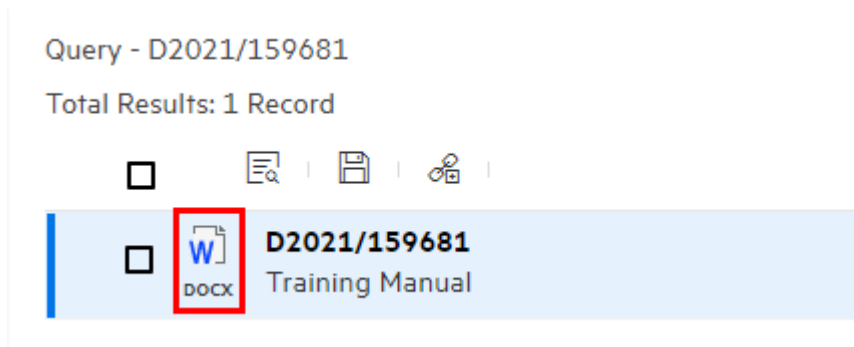 Query - D2021/159681
Total Results: 1 Record
W
D2021/159681
DOCX
Training Manual